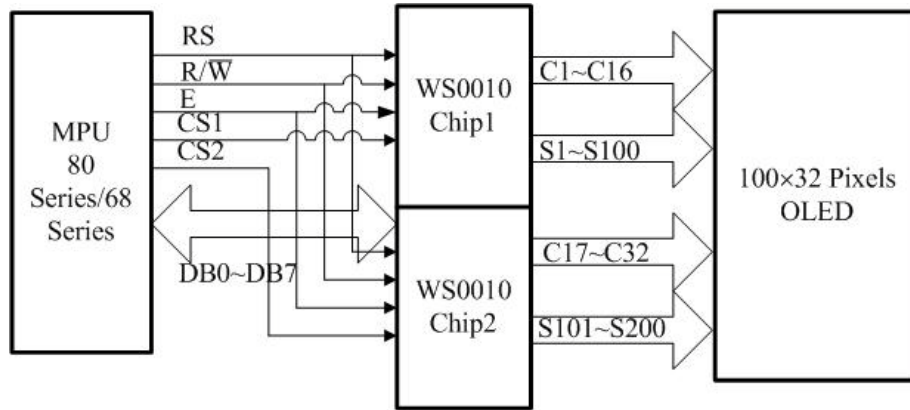 MPU
80
Series/68
Series
RS
R/W̅
E
CS1
CS2
DB0~DB7
WS0010
Chip1
WS0010
Chip2
C1~C16
S1~S100
C17~C32
S101~S200
100×32 Pixels
OLED